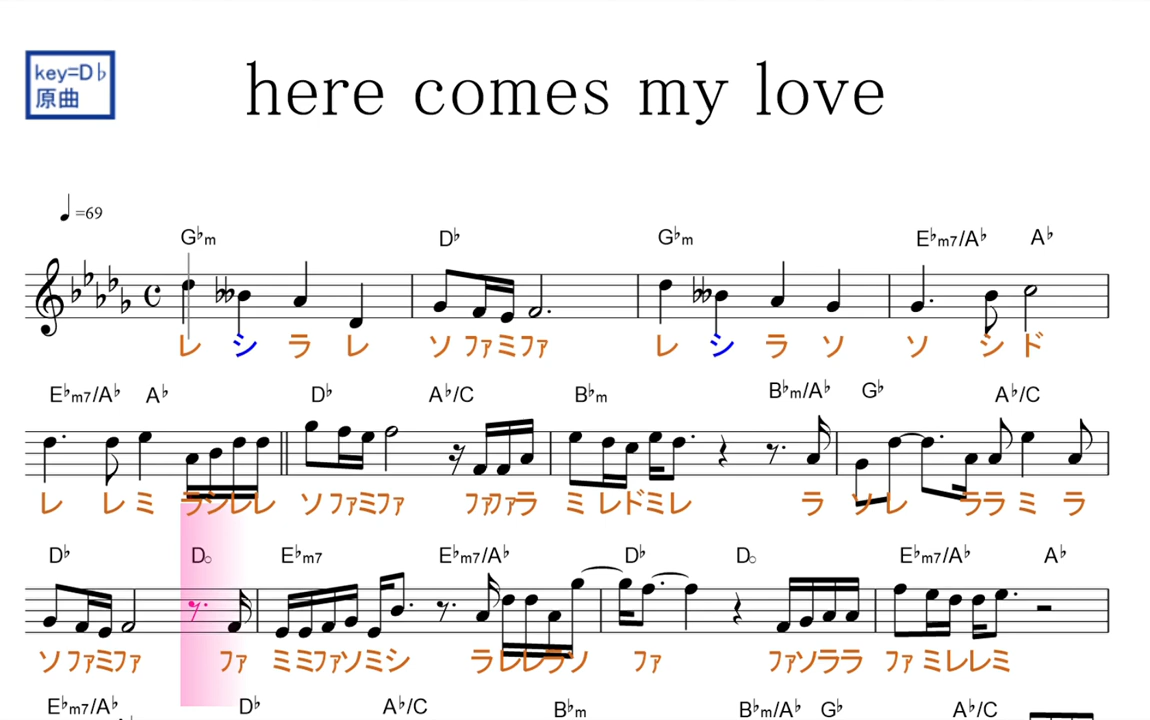 key=D♭
原曲
here comes my love
♩=69
G♭m D♭ G♭m E♭m7/A♭ A♭
レ シ ラ レ ソ ファミファ レ シ ラ ソ ソ シ ド
E♭m7/A♭ A♭ D♭ A♭/C B♭m B♭m/A♭ G♭ A♭/C
レ レ ミ ラシレレ ソ ファミファ ファファラ ミ レドミレ ラ ソ レ ララ ミ ラ
D♭ D○ E♭m7 E♭m7/A♭ D♭ D○ E♭m7/A♭ A♭
ソ ファミファ ファ ミミファソミシ ラレレラソ ファ ファソララ ファ ミレレミ
E♭m7/A♭ D♭ A♭/C B♭m B♭m/A♭ G♭ A♭/C